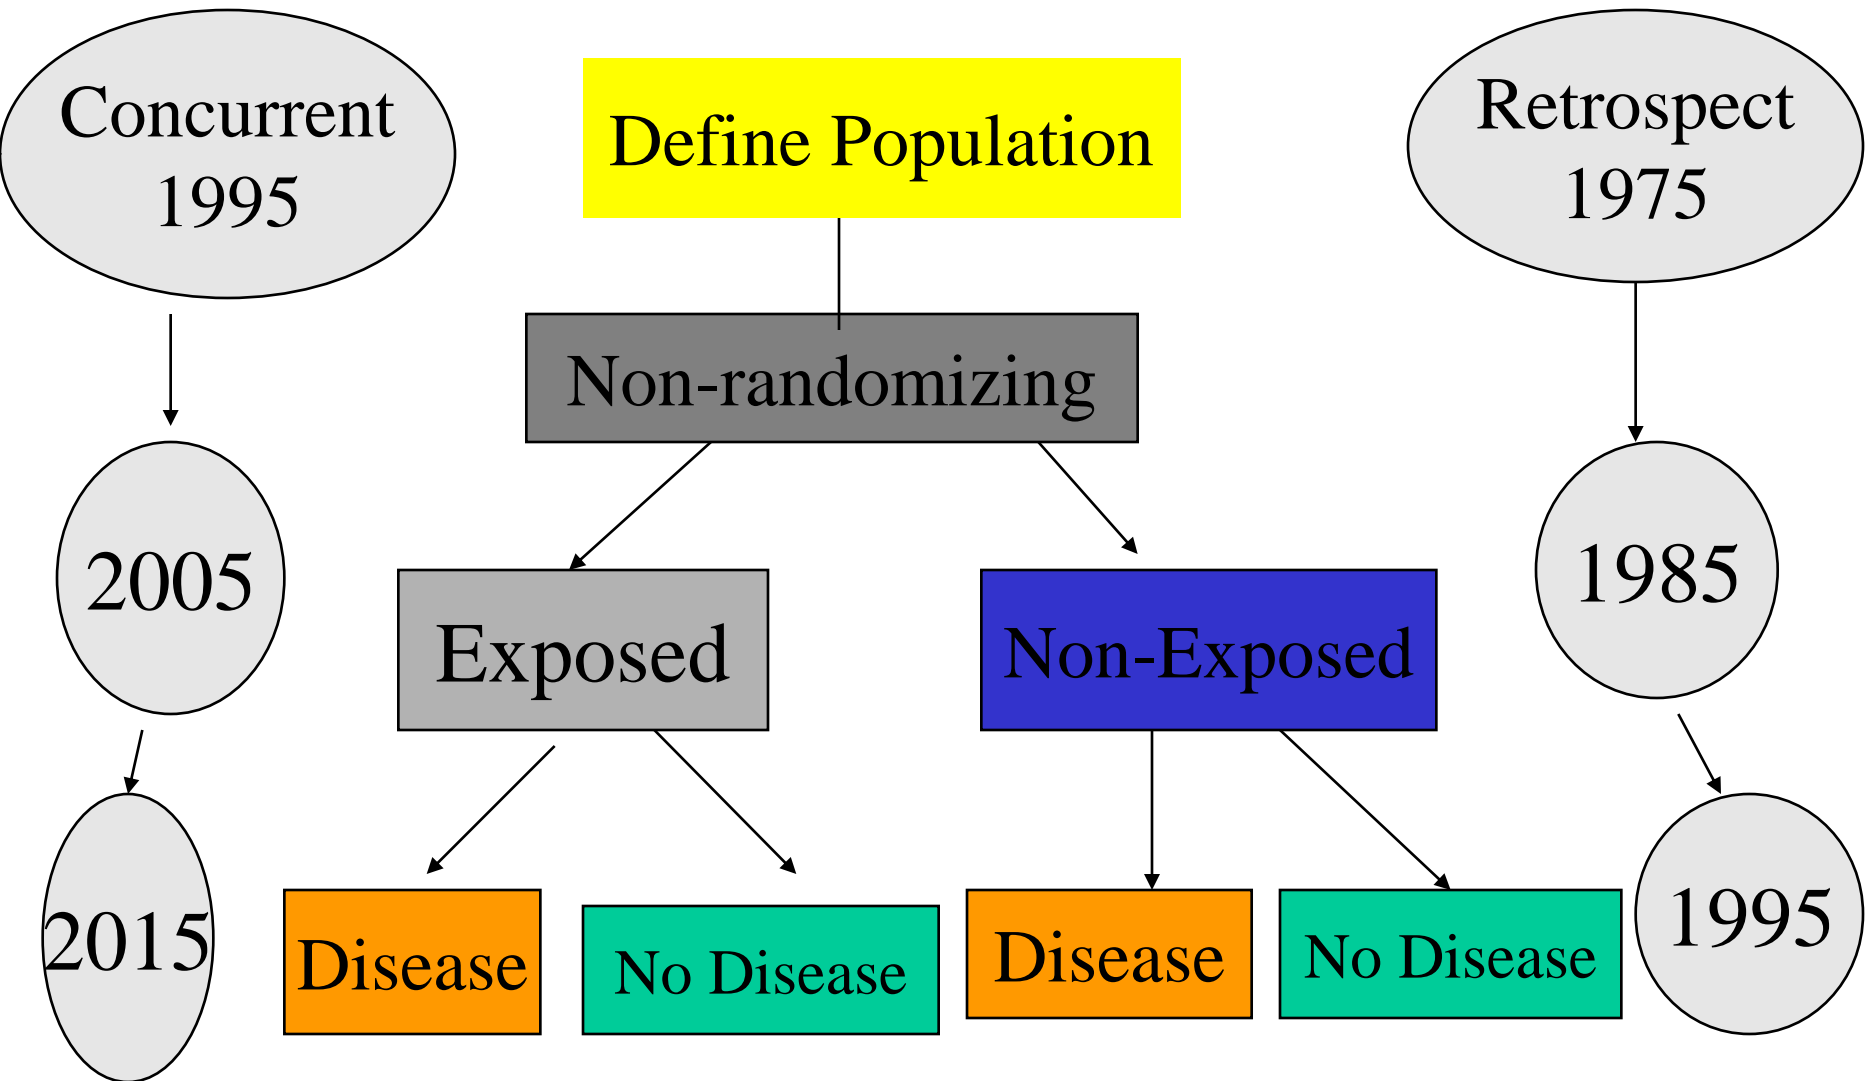 Concurrent
1995
Define Population
Retrospect
1975
Non-randomizing
2005
Exposed
Non-Exposed
1985
2015
Disease
No Disease
Disease
No Disease
1995